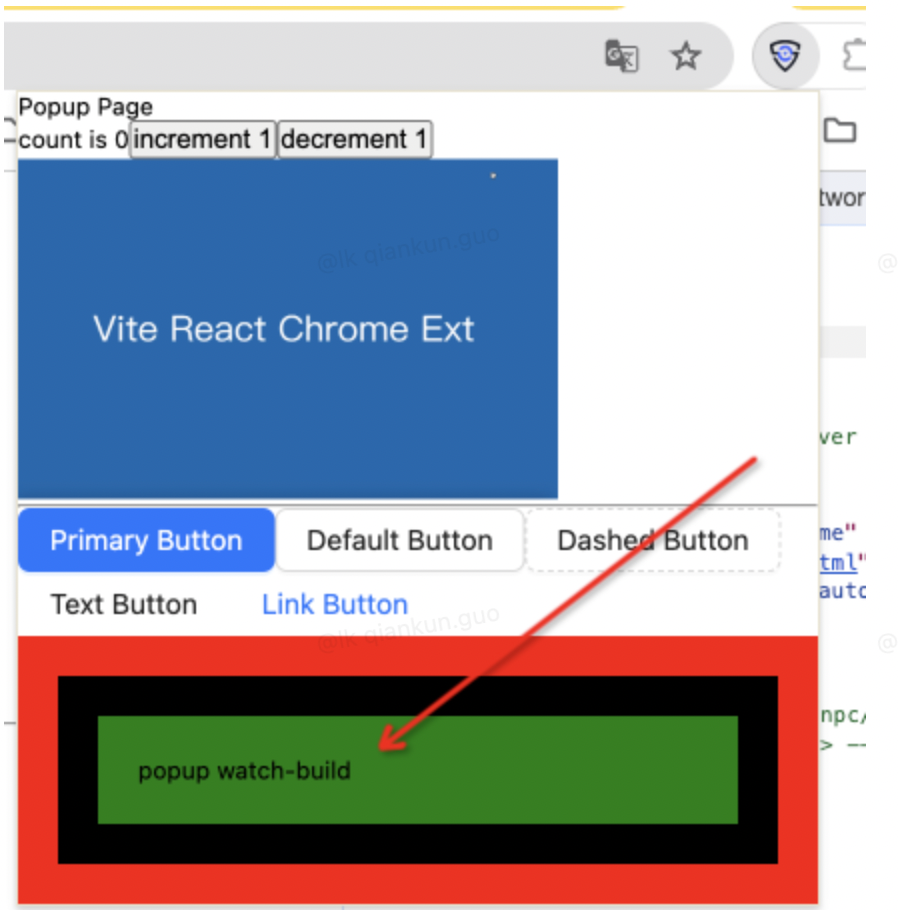 Popup Page
count is 0 increment 1 decrement 1
twor
@lk qiankun.guo
@
Vite React Chrome Ext
ver
Primary Button Default Button Dashed Button
me"
tml"
auto
Text Button Link Button
@lk qiankun.guo
@
npc/
> --
popup watch-build